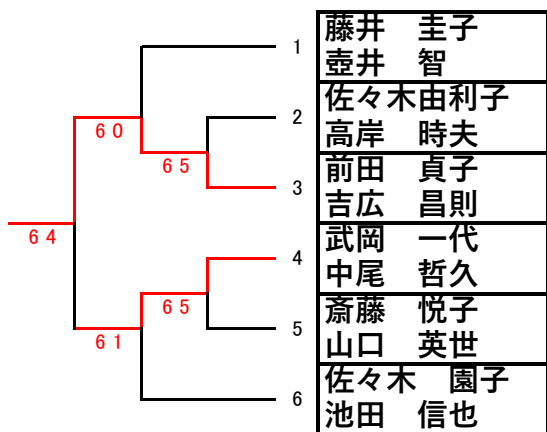 1
藤井 圭子
壺井 智
2
佐々木由利子
高岸 時夫
3
前田 貞子
吉広 昌則
4
武岡 一代
中尾 哲久
5
斎藤 悦子
山口 英世
6
佐々木 園子
池田 信也
60
65
64
65
61